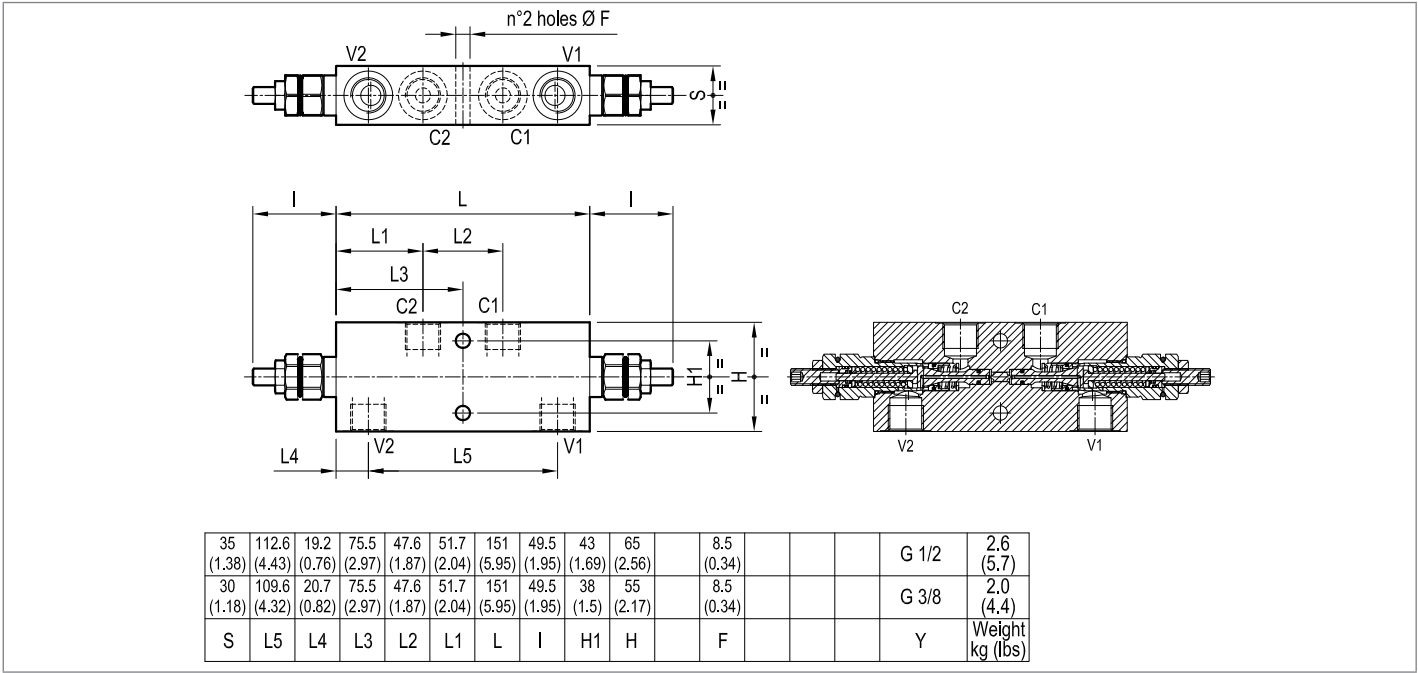 n°2 holes Ø F
V2 V1
S = =
C2 C1
I L I
L1 L2
L3
C2 C1
H1 = = H = =
V2 V1
L4 L5
C2 C1
V2 V1
35 112.6 19.2 75.5 47.6 51.7 151 49.5 43 65 8.5 G 1/2 2.6
(1.38) (4.43) (0.76) (2.97) (1.87) (2.04) (5.95) (1.95) (1.69) (2.56) (0.34) (5.7)
30 109.6 20.7 75.5 47.6 51.7 151 49.5 38 55 8.5 G 3/8 2.0
(1.18) (4.32) (0.82) (2.97) (1.87) (2.04) (5.95) (1.95) (1.5) (2.17) (0.34) (4.4)
S L5 L4 L3 L2 L1 L I H1 H F Y Weight
kg (lbs)